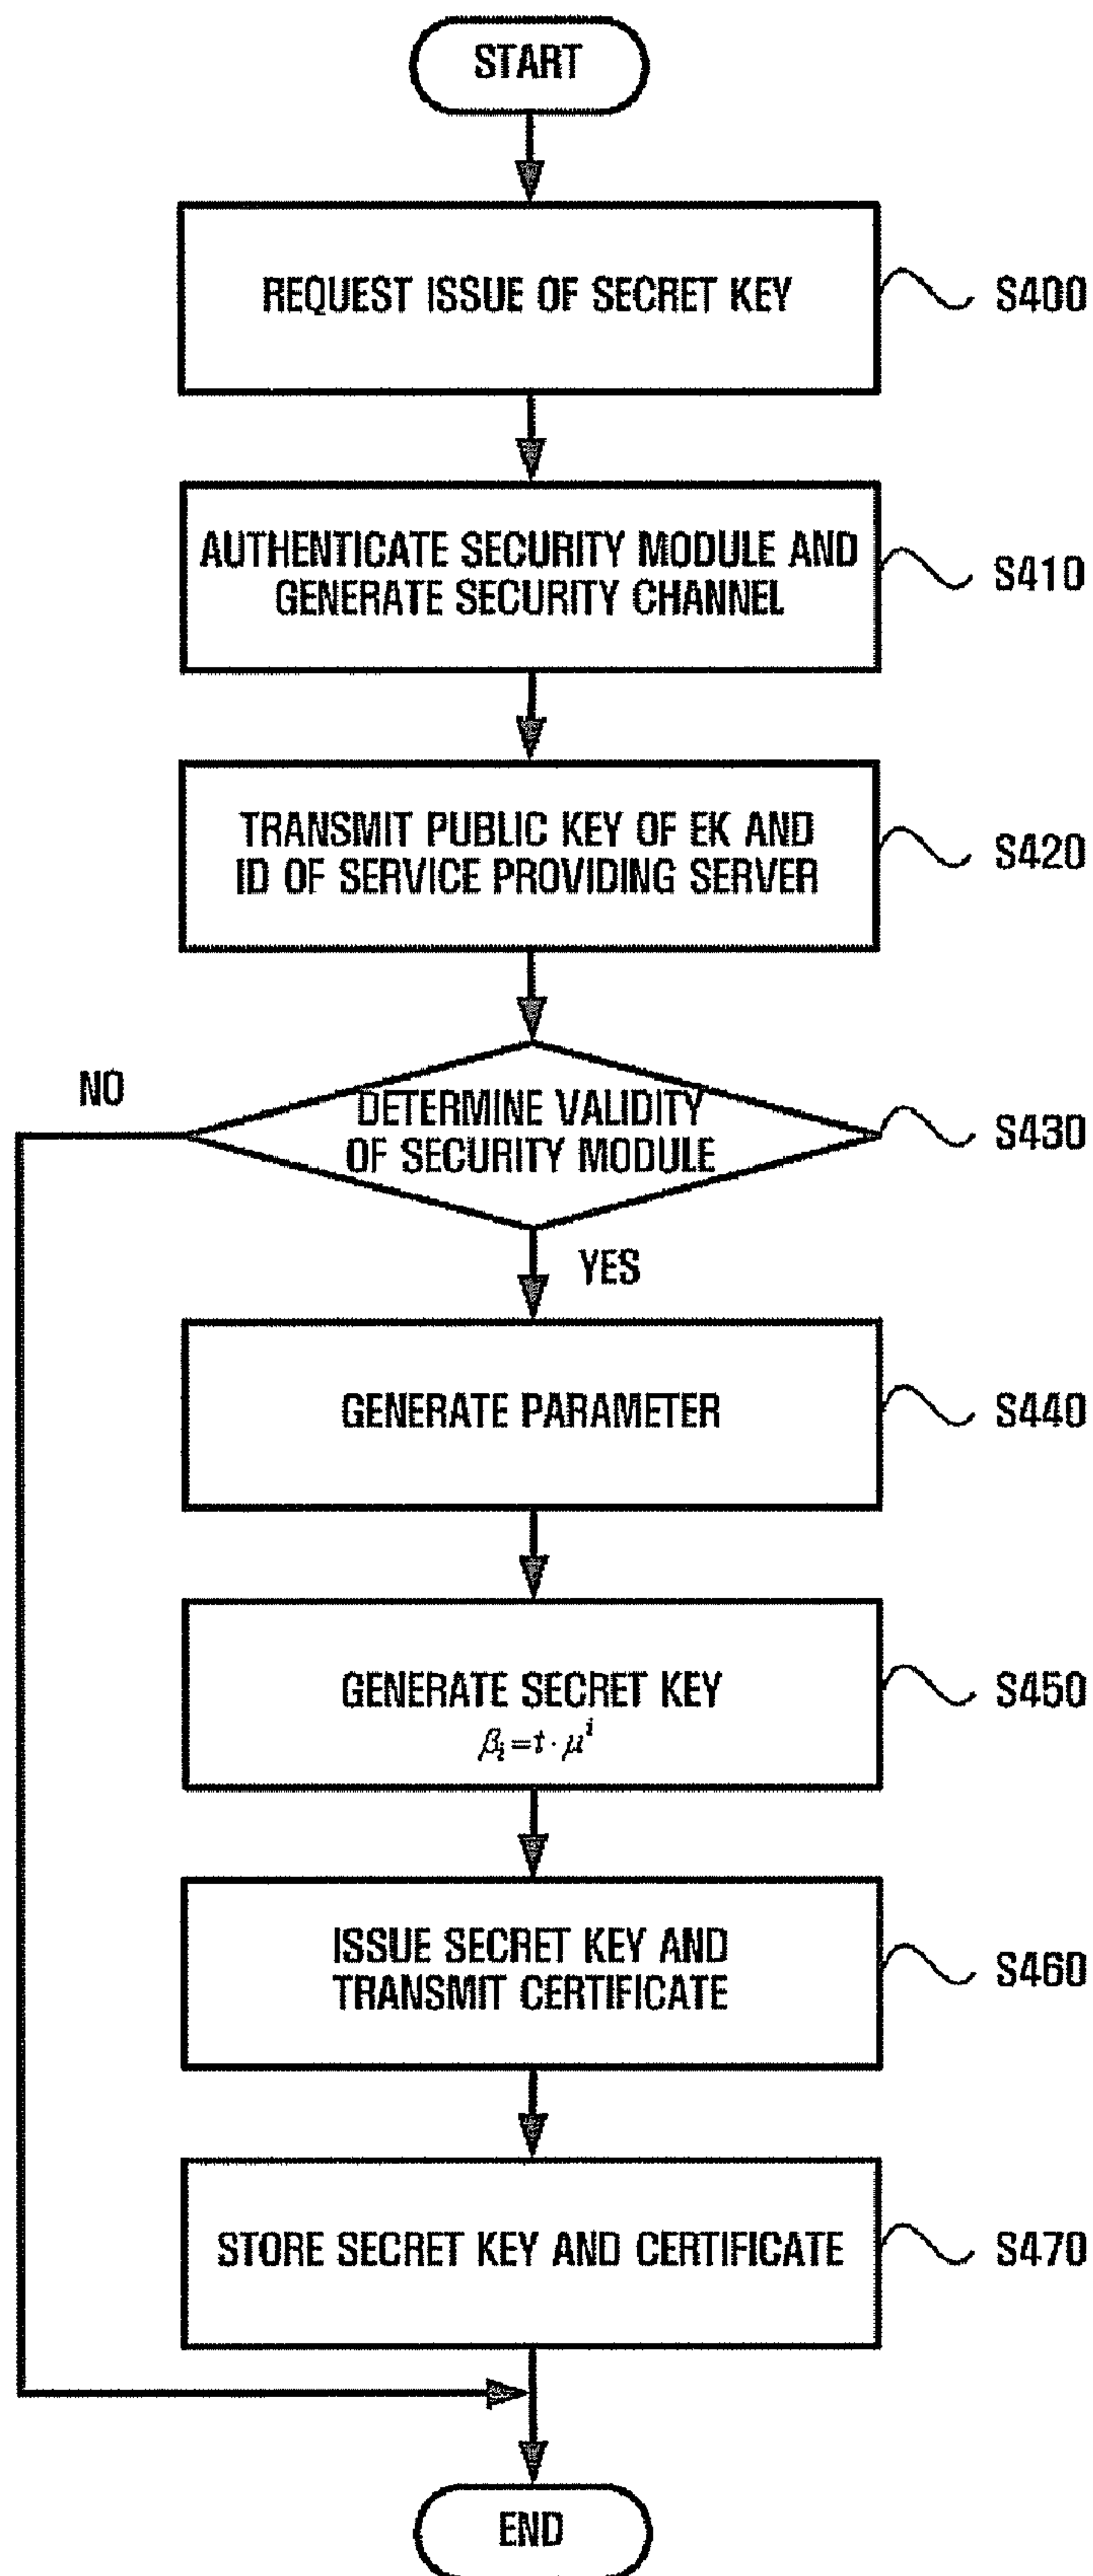 START
REQUEST ISSUE OF SECRET KEY
S400
AUTHENTICATE SECURITY MODULE AND
GENERATE SECURITY CHANNEL
S410
TRANSMIT PUBLIC KEY OF EK AND
ID OF SERVICE PROVIDING SERVER
S420
NO
DETERMINE VALIDITY
OF SECURITY MODULE
S430
YES
GENERATE PARAMETER
S440
GENERATE SECRET KEY
βᵢ=t·μⁱ
S450
ISSUE SECRET KEY AND
TRANSMIT CERTIFICATE
S460
STORE SECRET KEY AND CERTIFICATE
S470
END